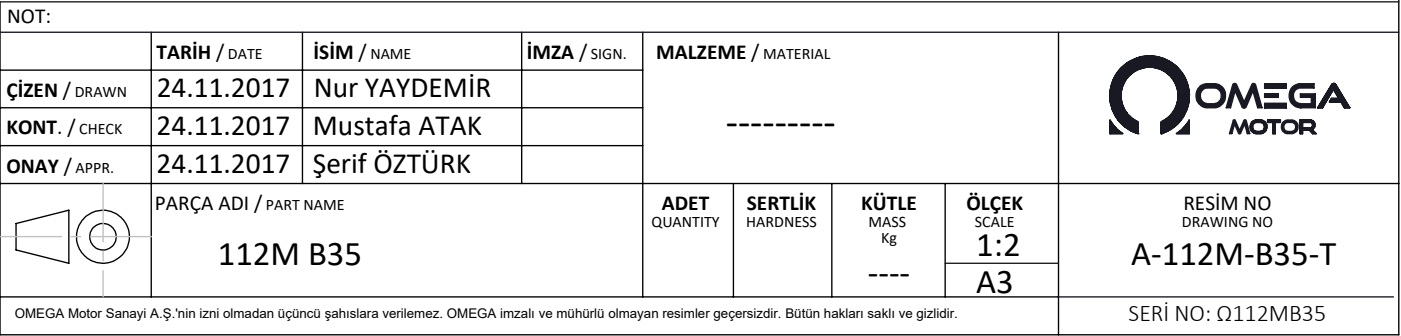 NOT:
TARİH / DATE İSİM / NAME İMZA / SIGN. MALZEME / MATERIAL
ÇİZEN / DRAWN 24.11.2017 Nur YAYDEMİR
KONT. / CHECK 24.11.2017 Mustafa ATAK
ONAY / APPR. 24.11.2017 Şerif ÖZTÜRK
---------
OMEGA
MOTOR
PARÇA ADI / PART NAME
112M B35
ADET
QUANTITY
SERTLİK
HARDNESS
KÜTLE
MASS
Kg
----
ÖLÇEK
SCALE
1:2
A3
RESİM NO
DRAWING NO
A-112M-B35-T
OMEGA Motor Sanayi A.Ş.'nin izni olmadan üçüncü şahıslara verilemez. OMEGA imzalı ve mühürlü olmayan resimler geçersizdir. Bütün hakları saklı ve gizlidir.
SERİ NO: Ω112MB35